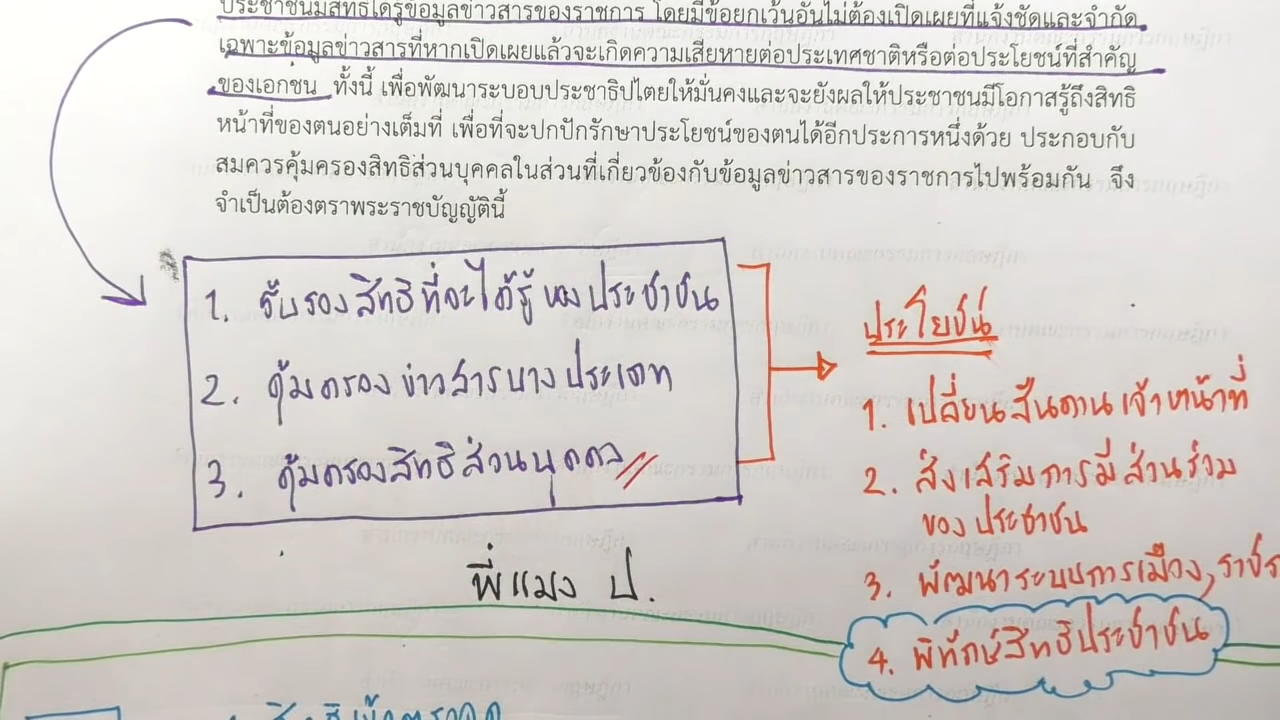 ประชาชนมีสิทธิได้รู้ข้อมูลข่าวสารของราชการ โดยมีข้อยกเว้นอันไม่ต้องเปิดเผยที่แจ้งชัดและจำกัด
เฉพาะข้อมูลข่าวสารที่หากเปิดเผยแล้วจะเกิดความเสียหายต่อประเทศชาติหรือต่อประโยชน์ที่สำคัญ
ของเอกชน ทั้งนี้ เพื่อพัฒนาระบอบประชาธิปไตยให้มั่นคงและจะยังผลให้ประชาชนมีโอกาสรู้ถึงสิทธิ
หน้าที่ของตนอย่างเต็มที่ เพื่อที่จะปกปักรักษาประโยชน์ของตนได้อีกประการหนึ่งด้วย ประกอบกับ
สมควรคุ้มครองสิทธิส่วนบุคคลในส่วนที่เกี่ยวข้องกับข้อมูลข่าวสารของราชการไปพร้อมกัน จึง
จำเป็นต้องตราพระราชบัญญัตินี้
1. รับรองสิทธิที่จะได้รู้ของประชาชน
2. คุ้มครองข่าวสารบางประเภท
3. คุ้มครองสิทธิส่วนบุคคล
ประโยชน์
1. เปลี่ยนสันดานเจ้าหน้าที่
2. ส่งเสริมการมีส่วนร่วม
ของประชาชน
3. พัฒนาระบบการเมือง, ราชร
4. พิทักษ์สิทธิประชาชน
พี่แมง ป.